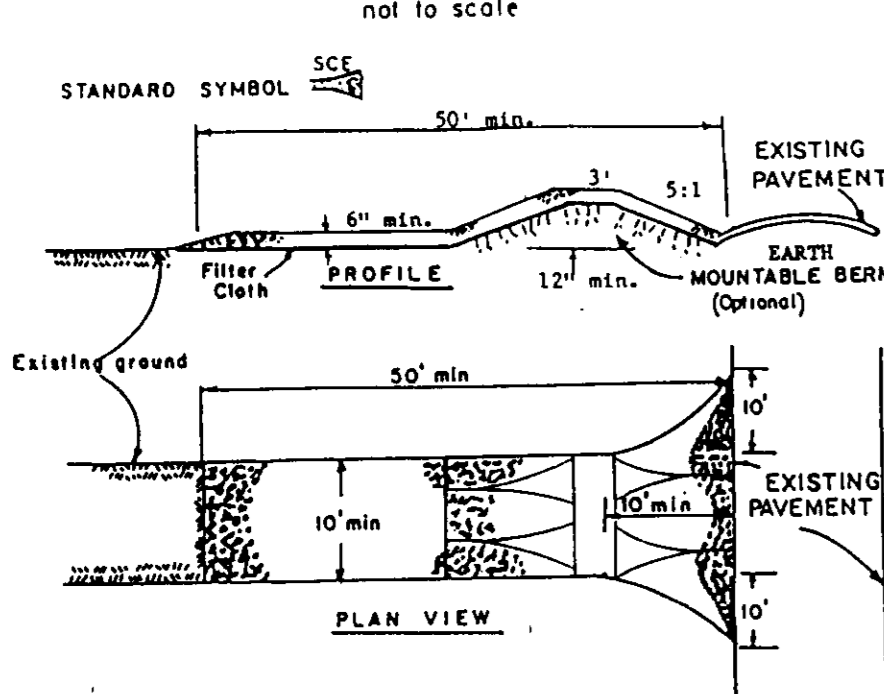 not to scale
SCE
STANDARD SYMBOL
50' min.
EXISTING
PAVEMENT
3'
5:1
6" min.
Filter
Cloth
PROFILE
12" min.
EARTH
MOUNTABLE BERM
(Optional)
Existing ground
50' min
10'
10' min
10' min
EXISTING
PAVEMENT
10'
PLAN VIEW